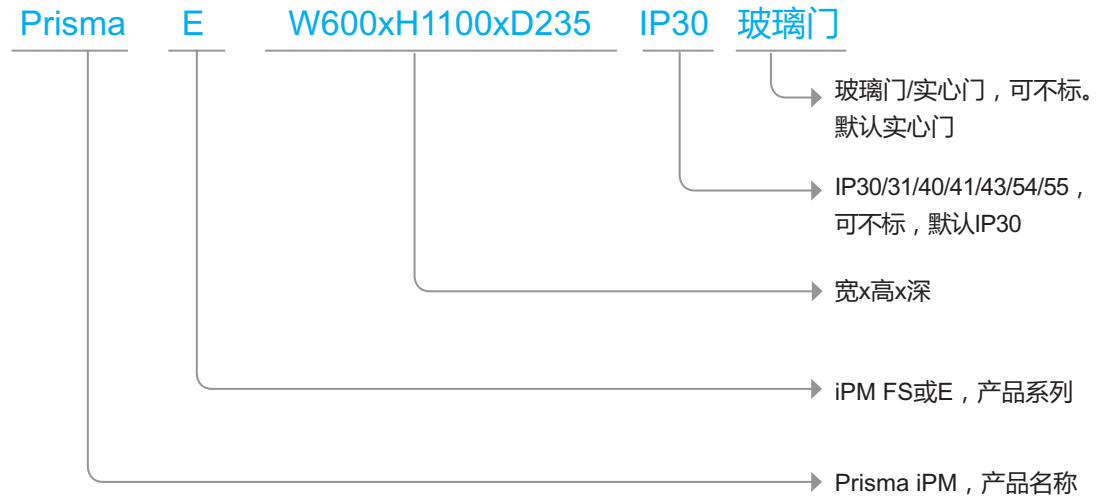 Prisma E W600xH1100xD235 IP30 玻璃门
玻璃门/实心门，可不标。
默认实心门
IP30/31/40/41/43/54/55，
可不标，默认IP30
宽x高x深
iPM FS或E，产品系列
Prisma iPM，产品名称